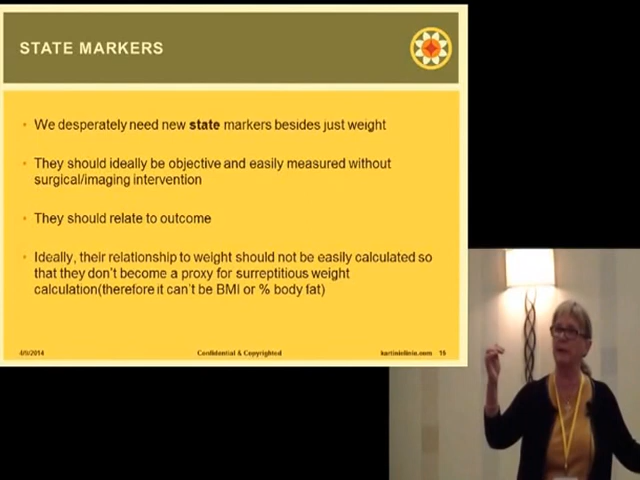 STATE MARKERS
We desperately need new state markers besides just weight
They should ideally be objective and easily measured without
surgical/imaging intervention
They should relate to outcome
Ideally, their relationship to weight should not be easily calculated so
that they don't become a proxy for surreptitious weight
calculation(therefore it can't be BMI or % body fat)
4/9/2014 Confidential & Copyrighted kartiniclinic.com 15